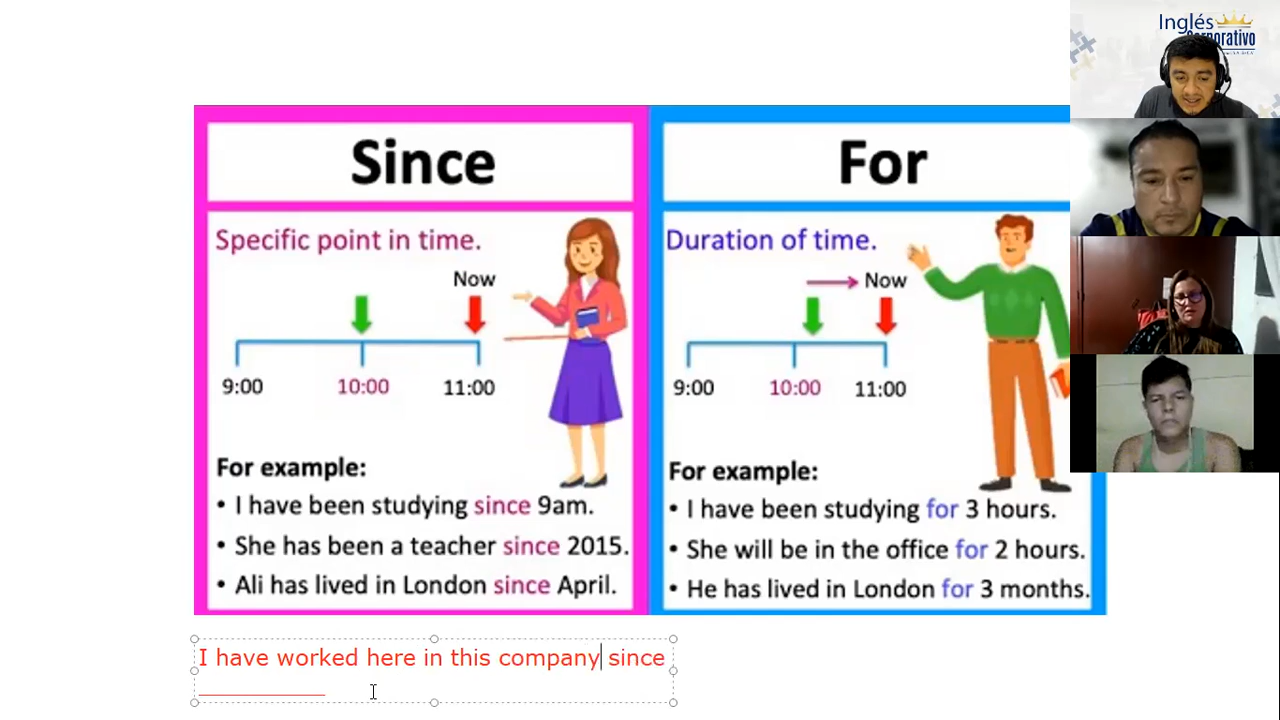 Inglés
Corporativo
Since
For
Specific point in time.
Now
9:00
10:00
11:00
For example:
• I have been studying since 9am.
• She has been a teacher since 2015.
• Ali has lived in London since April.
Duration of time.
Now
9:00
10:00
11:00
For example:
• I have been studying for 3 hours.
• She will be in the office for 2 hours.
• He has lived in London for 3 months.
I have worked here in this company since
____________